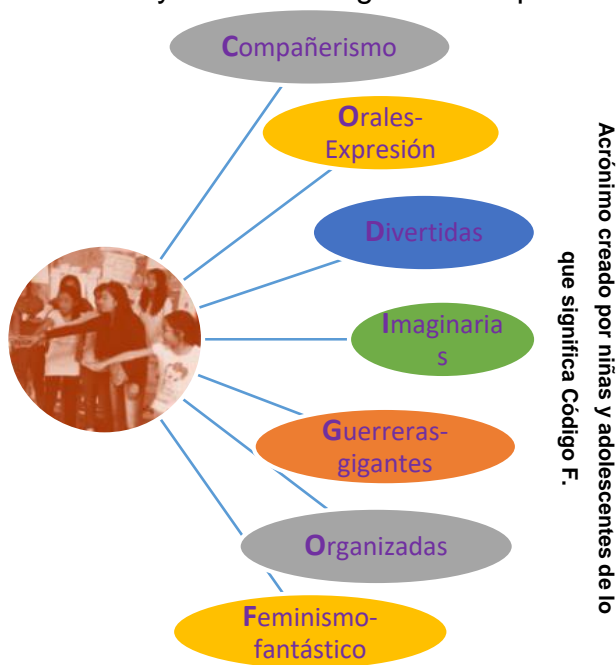 Compañerismo
Orales-
Expresión
Divertidas
Imaginaria
s
Guerreras-
gigantes
Organizadas
Feminismo-
fantástico
Acrónimo creado por niñas y adolescentes de lo
que significa Código F.